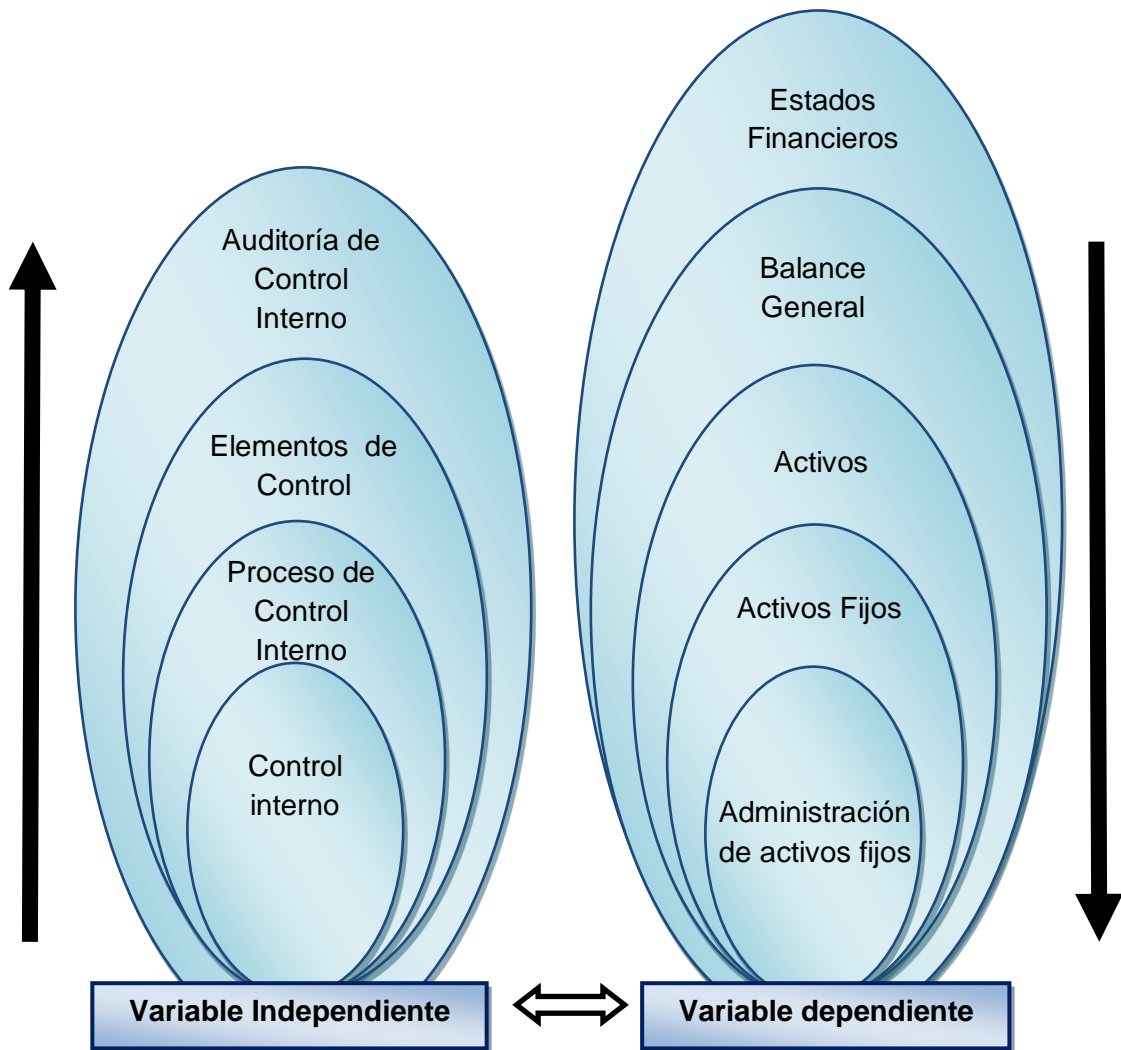 Auditoría de
Control
Interno
Elementos  de
Control
Proceso de
Control
Interno
Control
interno
Variable Independiente
Estados
Financieros
Balance
General
Activos
Activos Fijos
Administración
de activos fijos
Variable dependiente